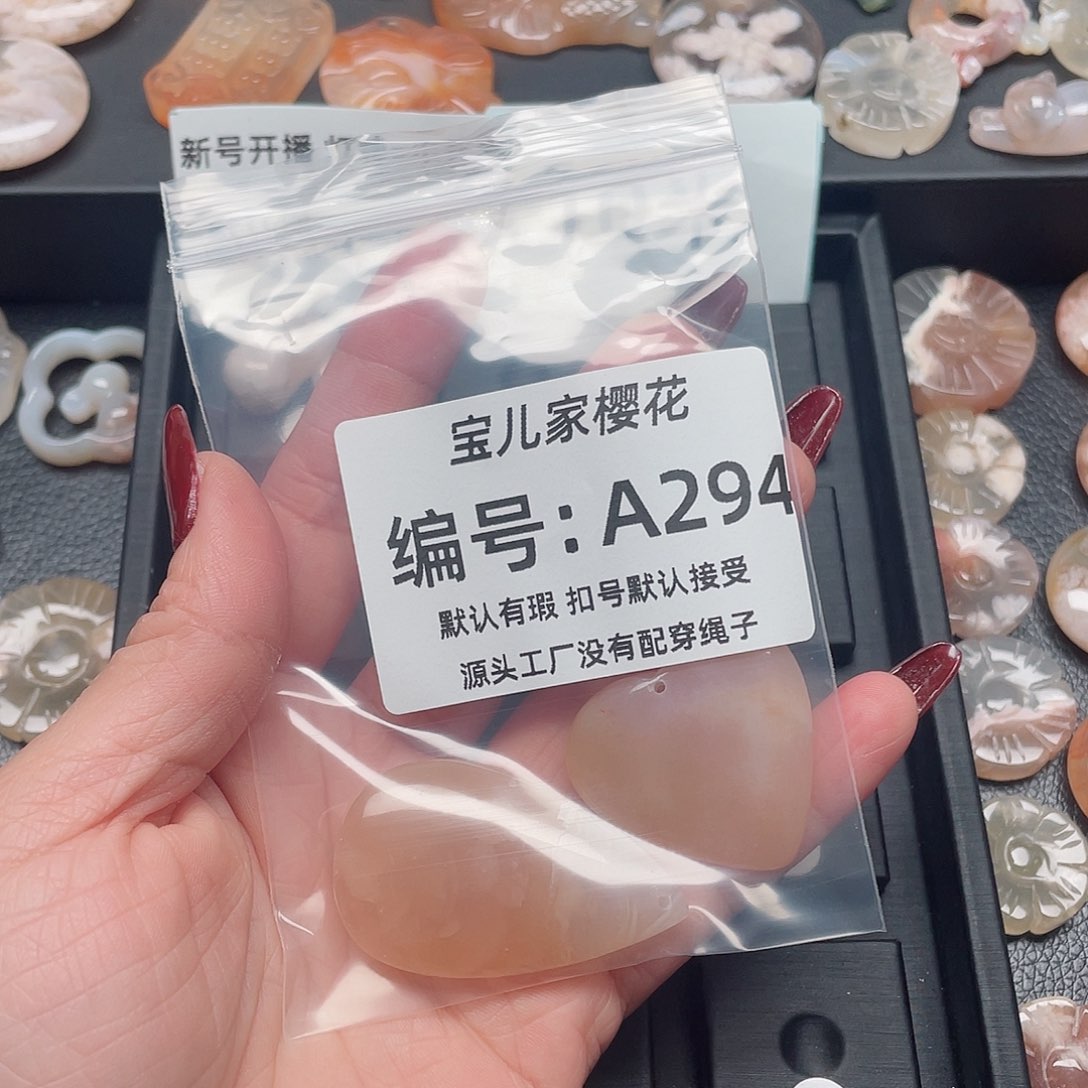 新号开播
宝儿家樱花
编号：A294
默认有瑕 扣号默认接受
源头工厂没有配穿绳子